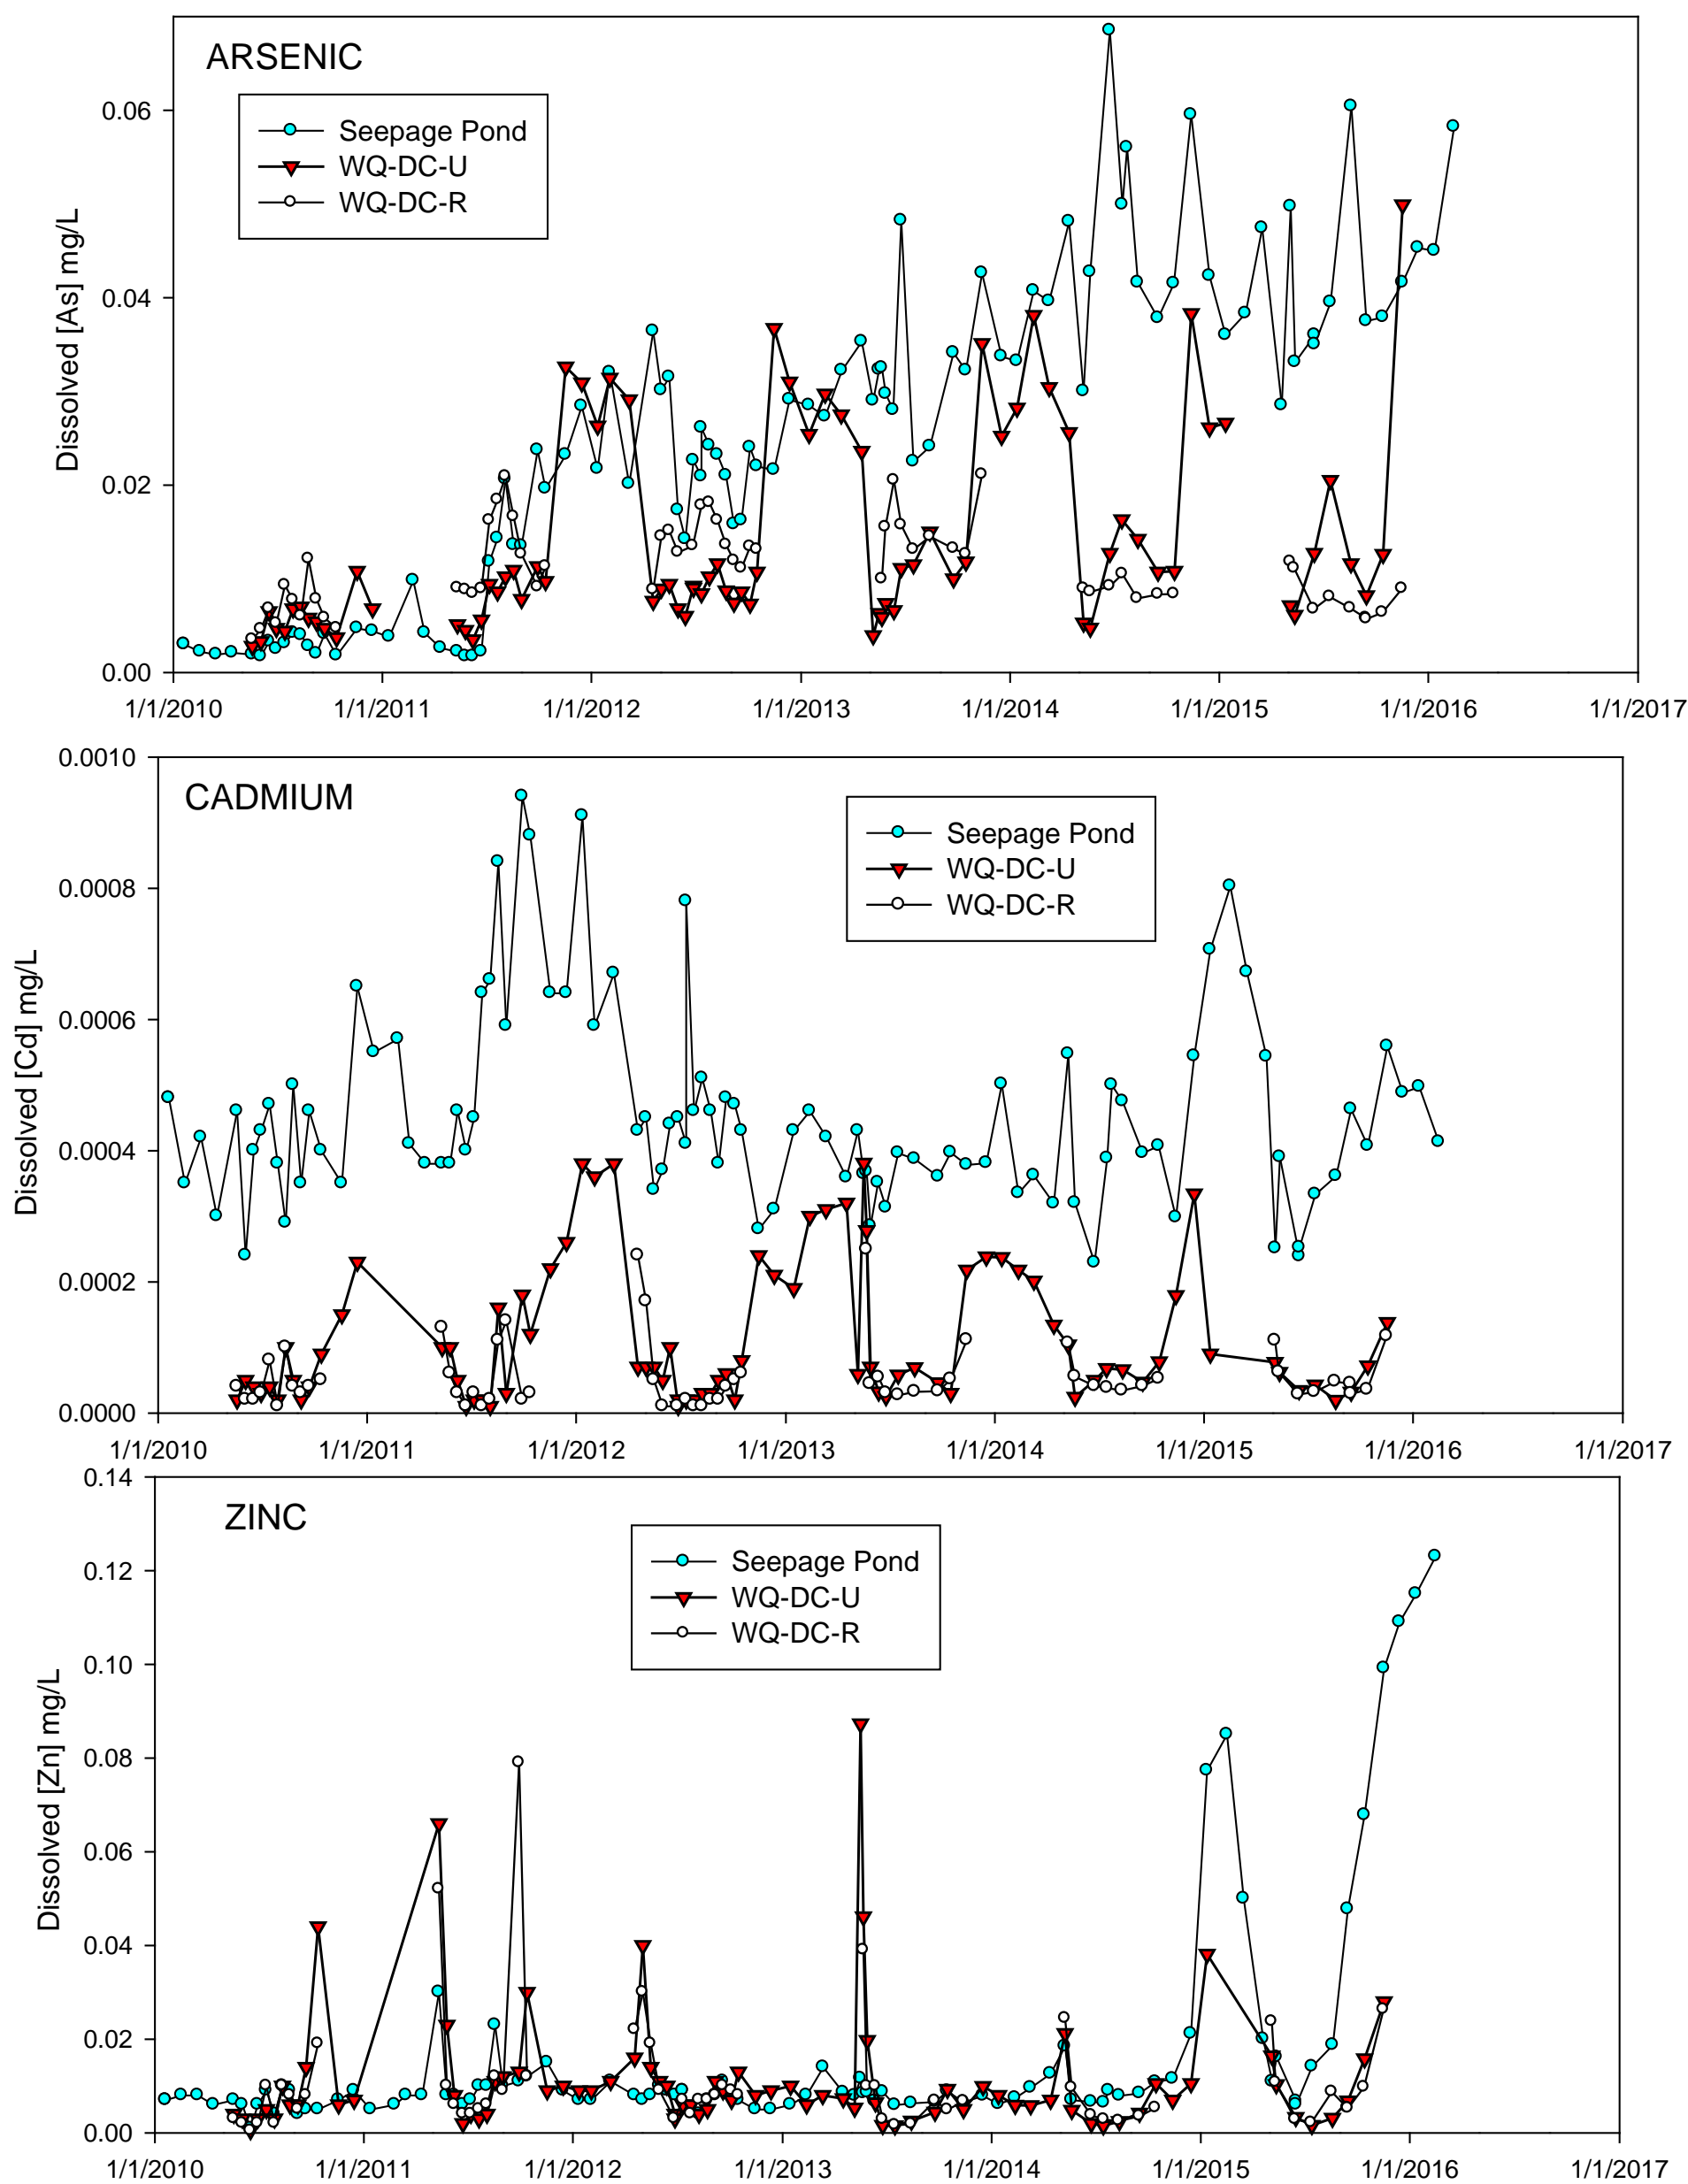 ARSENIC
Seepage Pond
WQ-DC-U
WQ-DC-R
Dissolved [As] mg/L
0.06
0.04
0.02
0.00
1/1/2010 1/1/2011 1/1/2012 1/1/2013 1/1/2014 1/1/2015 1/1/2016 1/1/2017
CADMIUM
Seepage Pond
WQ-DC-U
WQ-DC-R
Dissolved [Cd] mg/L
0.0010
0.0008
0.0006
0.0004
0.0002
0.0000
1/1/2010 1/1/2011 1/1/2012 1/1/2013 1/1/2014 1/1/2015 1/1/2016 1/1/2017
ZINC
Seepage Pond
WQ-DC-U
WQ-DC-R
Dissolved [Zn] mg/L
0.14
0.12
0.10
0.08
0.06
0.04
0.02
0.00
1/1/2010 1/1/2011 1/1/2012 1/1/2013 1/1/2014 1/1/2015 1/1/2016 1/1/2017